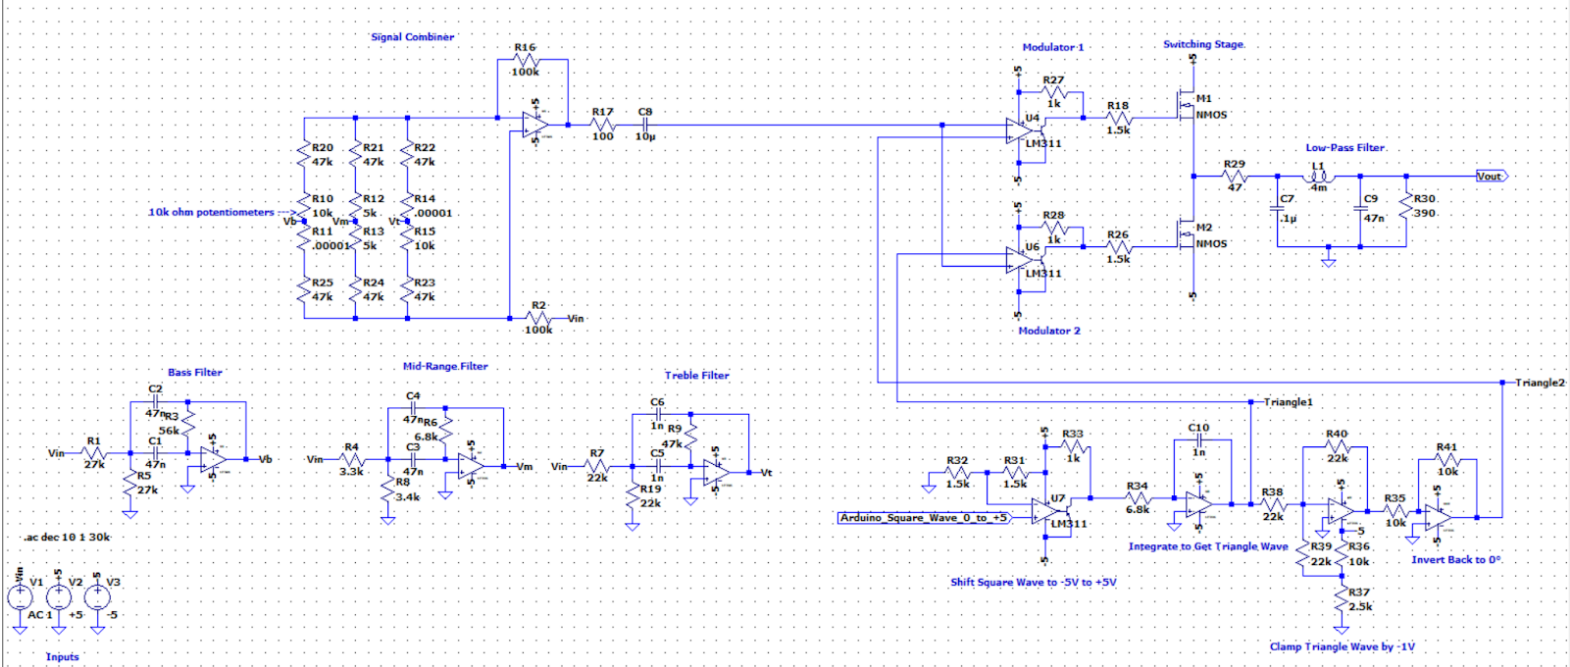 Signal Combiner
R16
100k
+5
-5
R17
100
C8
10µ
R20
47k
R21
47k
R22
47k
10k ohm potentiometers --->
R10
10k
R12
5k
R14
.00001
Vb
Vm
Vt
R11
.00001
R13
5k
R15
10k
R25
47k
R24
47k
R23
47k
R2
100k
Vin
Modulator 1
+5
R27
1k
U4
LM311
-5
R18
1.5k
Switching Stage
+5
M1
NMOS
+5
R28
1k
U6
LM311
-5
R26
1.5k
M2
NMOS
-5
Modulator 2
Low-Pass Filter
R29
47
L1
4m
C7
.1µ
C9
47n
R30
390
Vout
Triangle2
Triangle1
Bass Filter
C2
47n
R3
56k
C1
47n
Vin
R1
27k
R5
27k
+5
-5
Vb
Mid-Range Filter
C4
47n
R6
6.8k
C3
47n
Vin
R4
3.3k
R8
3.4k
+5
-5
Vm
Treble Filter
C6
1n
R9
47k
C5
1n
Vin
R7
22k
R19
22k
+5
-5
Vt
+5
R33
1k
R32
1.5k
R31
1.5k
U7
LM311
-5
Arduino_Square_Wave_0_to_+5
Shift Square Wave to -5V to +5V
R34
6.8k
C10
1n
+5
-5
Integrate to Get Triangle Wave
R38
22k
R40
22k
+5
-5
R39
22k
R36
10k
R37
2.5k
Clamp Triangle Wave by -1V
R35
10k
R41
10k
+5
-5
Invert Back to 0°
.ac dec 10 1 30k
Vin
V1
AC 1
+5
V2
+5
-5
V3
-5
Inputs